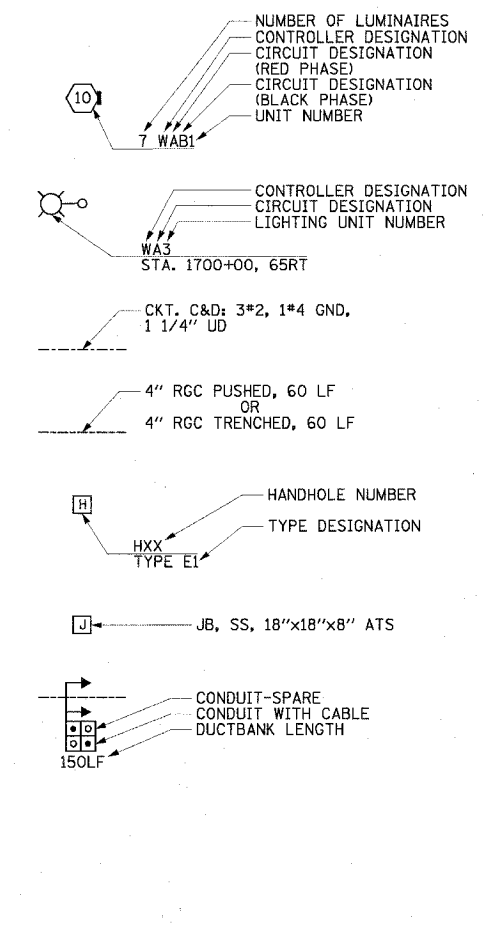 NUMBER OF LUMINAIRES
CONTROLLER DESIGNATION
CIRCUIT DESIGNATION
(RED PHASE)
CIRCUIT DESIGNATION
(BLACK PHASE)
UNIT NUMBER
10
7 WAB1
CONTROLLER DESIGNATION
CIRCUIT DESIGNATION
LIGHTING UNIT NUMBER
WA3
STA. 1700+00, 65RT
CKT. C&D: 3#2, 1#4 GND,
1 1/4" UD
4" RGC PUSHED, 60 LF
OR
4" RGC TRENCHED, 60 LF
H
HANDHOLE NUMBER
TYPE DESIGNATION
HXX
TYPE E1
J
JB, SS, 18"x18"x8" ATS
CONDUIT-SPARE
CONDUIT WITH CABLE
DUCTBANK LENGTH
150LF